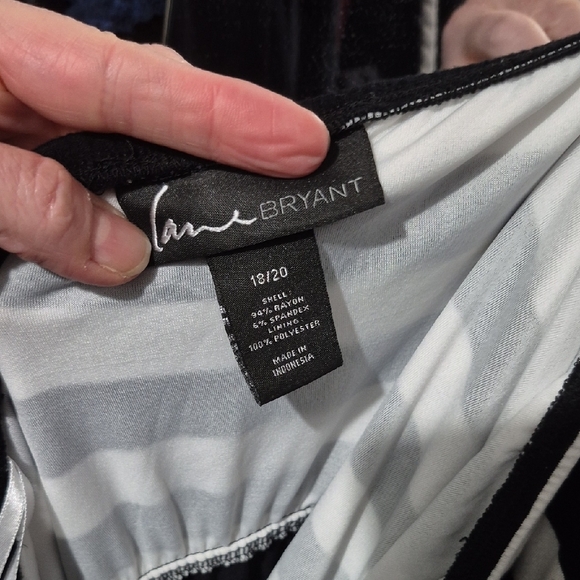 Lane BRYANT
18/20
SHELL:
94% RAYON
6% SPANDEX
LINING:
100% POLYESTER
MADE IN
INDONESIA